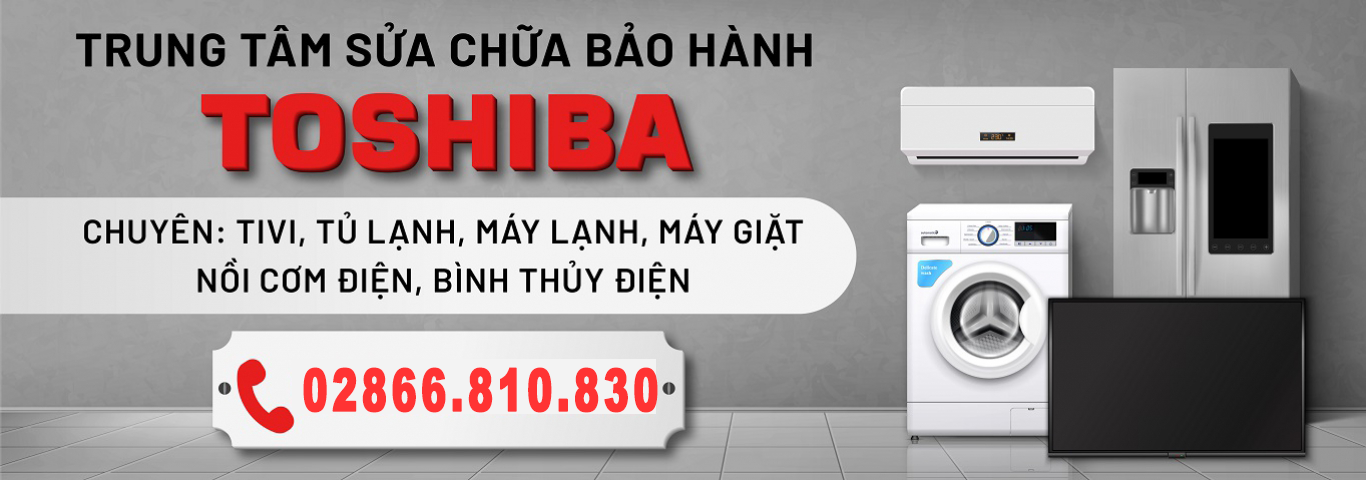 TRUNG TÂM SỬA CHỮA BẢO HÀNH
TOSHIBA
CHUYÊN: TIVI, TỦ LẠNH, MÁY LẠNH, MÁY GIẶT
NỒI CƠM ĐIỆN, BÌNH THỦY ĐIỆN
02866.810.830